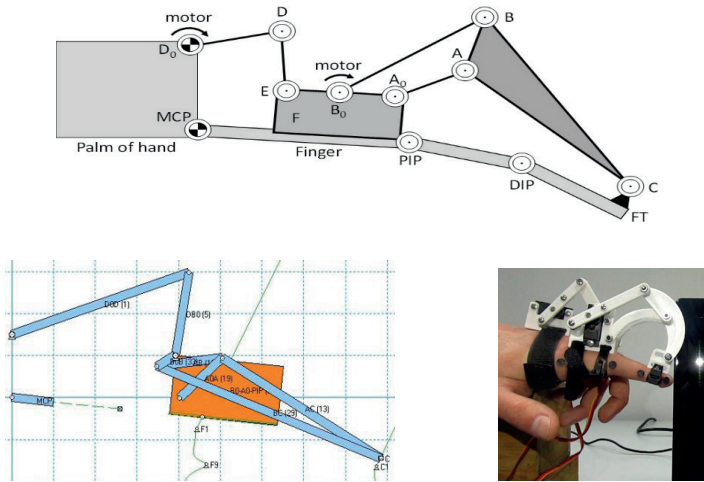 D
B
motor
D₀
motor
A
A₀
E
B₀
MCP
F
C
Palm of hand
Finger
PIP
DIP
FT
D0D (1)
DB0 (5)
A0A (19)
B0-A0-PIP
MCP
AC (13)
BC (29)
F1
C
C1
F9